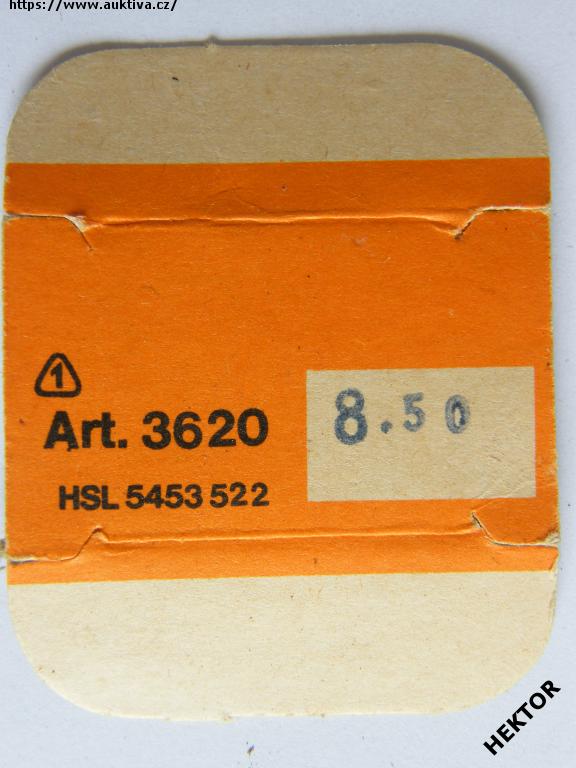 https://www.auktiva.cz/
1
Art. 3620
HSL 5453 522
8.50
HEKTOR